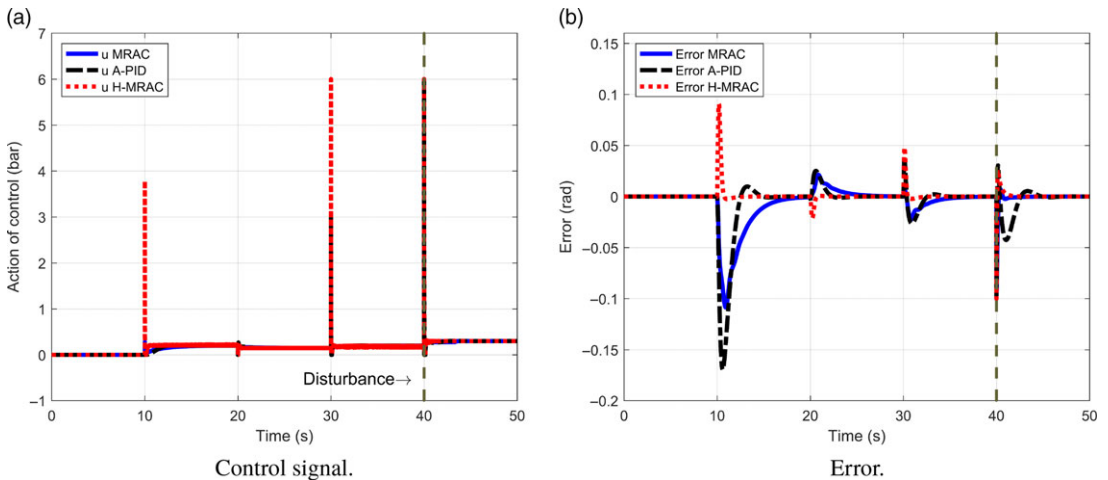 (a)
7
6
5
4
3
2
1
0
−1
Action of control (bar)
u MRAC
u A-PID
u H-MRAC
Disturbance→
0 10 20 30 40 50
Time (s)
Control signal.
(b)
0.15
0.1
0.05
0
−0.05
−0.1
−0.15
−0.2
Error (rad)
Error MRAC
Error A-PID
Error H-MRAC
0 10 20 30 40 50
Time (s)
Error.